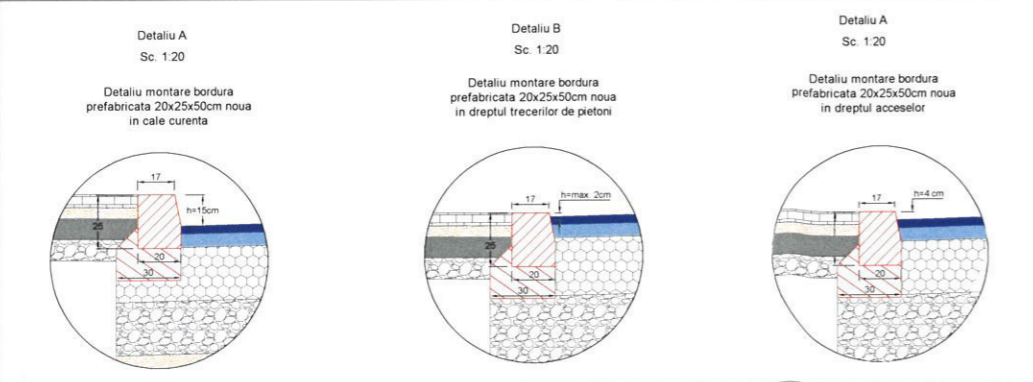 Detaliu A
Sc. 1:20
Detaliu montare bordura
prefabricata 20x25x50cm noua
in cale curenta
17
h=15cm
25
20
30
Detaliu B
Sc. 1:20
Detaliu montare bordura
prefabricata 20x25x50cm noua
in dreptul trecerilor de pietoni
17
h=max. 2cm
25
20
30
Detaliu A
Sc. 1:20
Detaliu montare bordura
prefabricata 20x25x50cm noua
in dreptul acceselor
17
h=4 cm
20
30